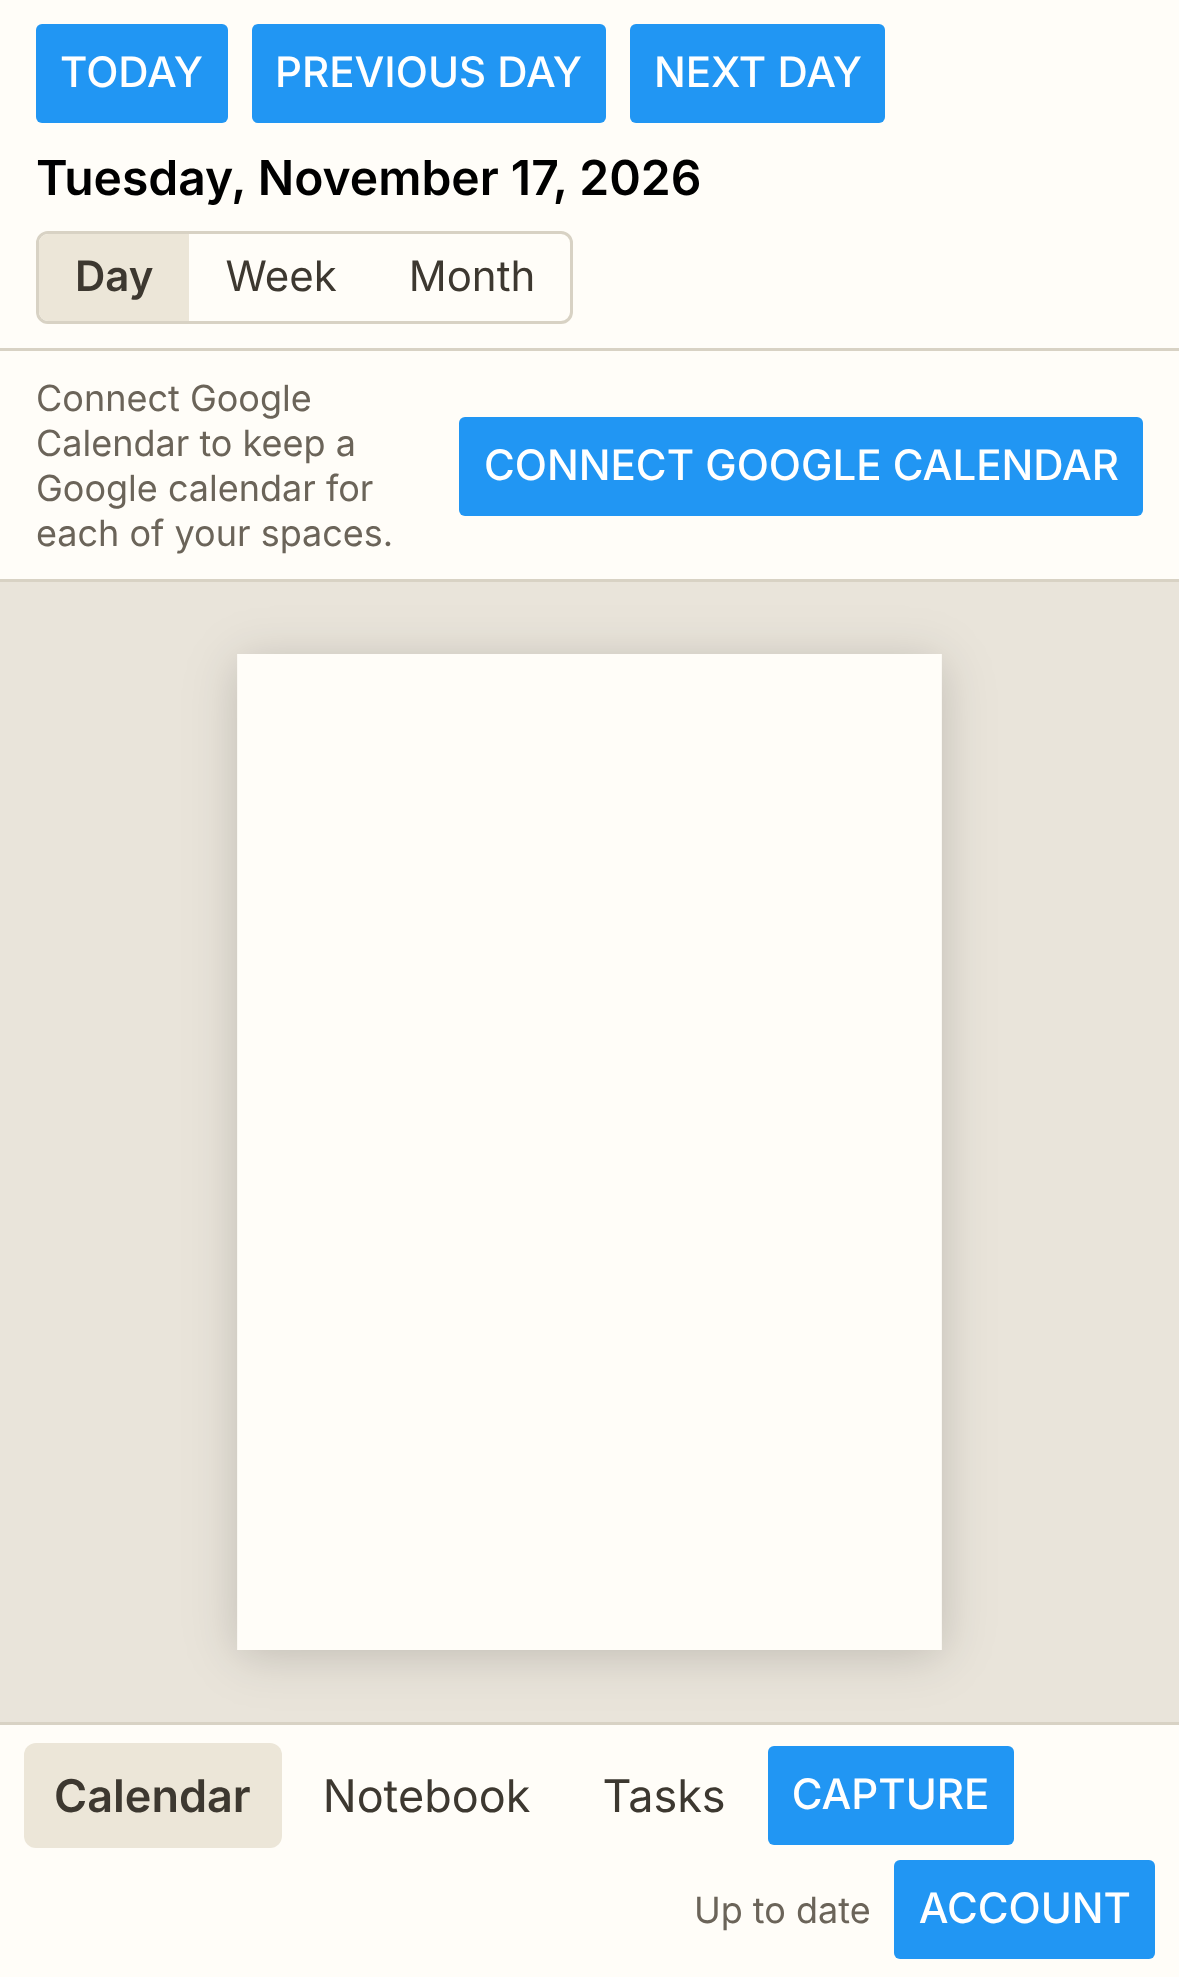 TODAY PREVIOUS DAY NEXT DAY
Tuesday, November 17, 2026
Day Week Month
Connect Google
Calendar to keep a
Google calendar for
each of your spaces.
CONNECT GOOGLE CALENDAR
Calendar Notebook Tasks CAPTURE
Up to date ACCOUNT